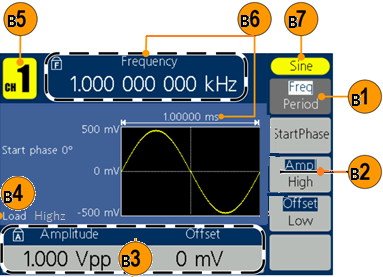 B5
B6
B7
CH 1
F
Frequency
1.000 000 000 kHz
Sine
Freq
Period
B1
1.00000 ms
500 mV
StartPhase
Start phase 0°
0 mV
Amp
High
B2
B4
Load Highz
-500 mV
Offset
Low
A
Amplitude
Offset
1.000 Vpp
B3
0 mV